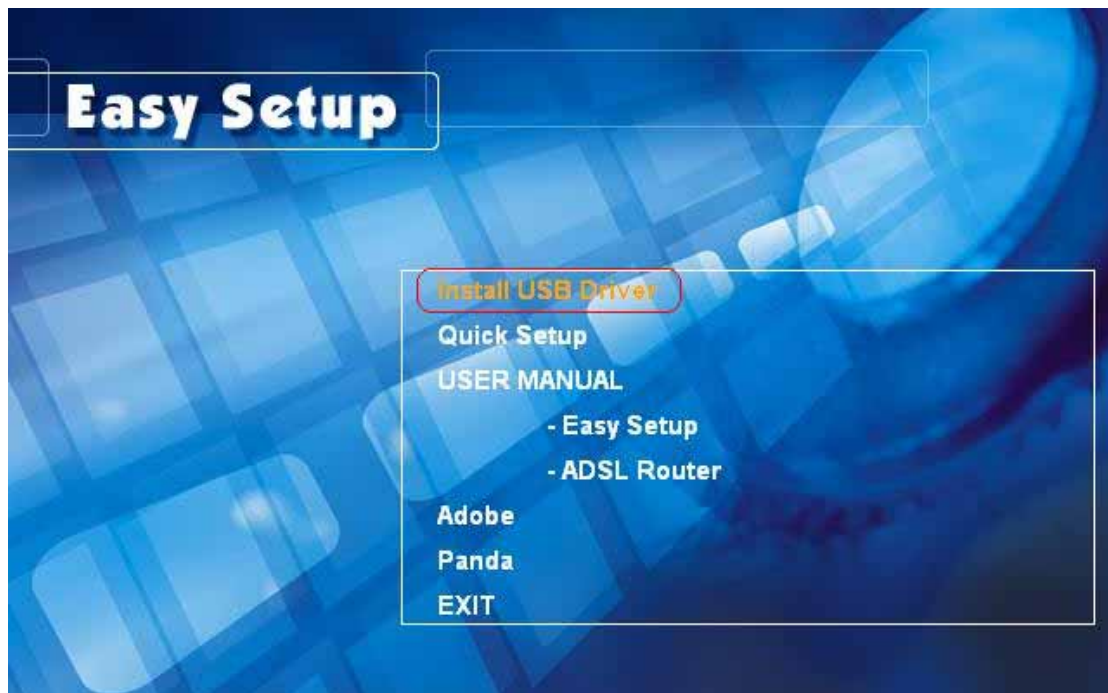 Easy Setup
Install USB Driver
Quick Setup
USER MANUAL
- Easy Setup
- ADSL Router
Adobe
Panda
EXIT